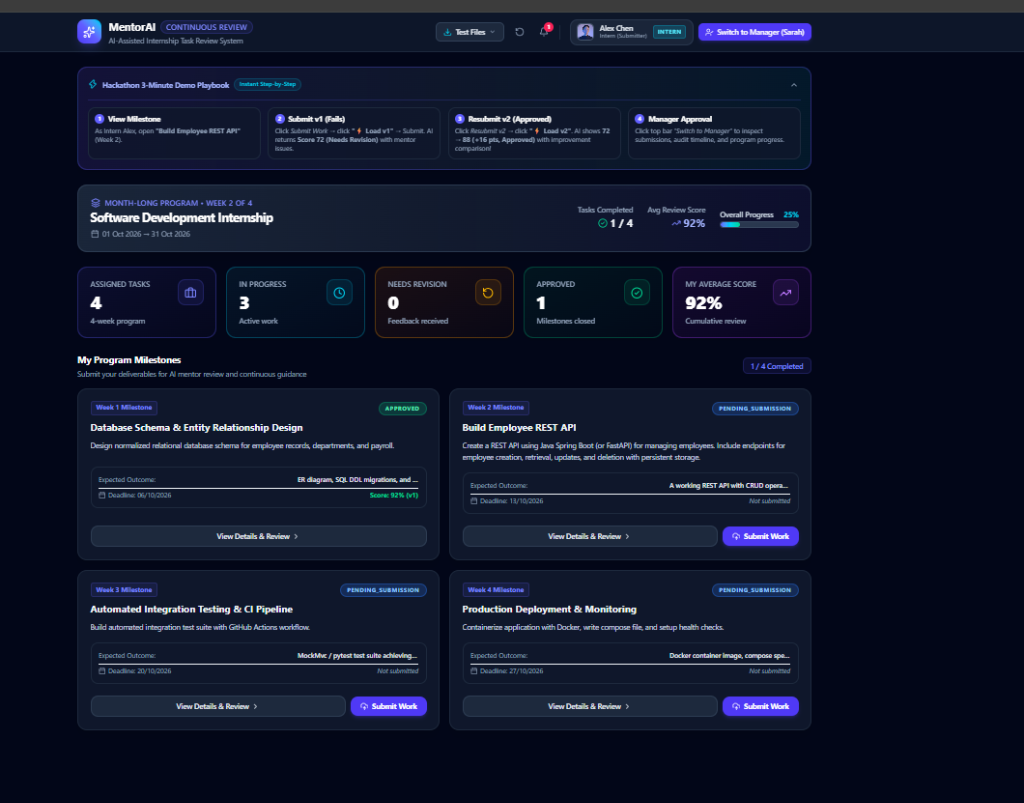 MentorAI CONTINUOUS REVIEW
AI-Assisted Internship Task Review System
Test Files
3
Alex Chen
Intern (Submitter)
INTERN
Switch to Manager (Sarah)
Hackathon 3-Minute Demo Playbook Instant Step-by-Step
1 View Milestone
As Intern Alex, open "Build Employee REST API"
(Week 2).
2 Submit v1 (Fails)
Click Submit Work → click "⚡ Load v1" → Submit. AI
returns Score 72 (Needs Revision) with mentor
issues.
3 Resubmit v2 (Approved)
Click Resubmit v2 → click "⚡ Load v2". AI shows 72
→ 88 (+16 pts, Approved) with improvement
comparison!
4 Manager Approval
Click top bar 'Switch to Manager' to inspect
submissions, audit timeline, and program progress.
MONTH-LONG PROGRAM • WEEK 2 OF 4
Software Development Internship
01 Oct 2026 → 31 Oct 2026
Tasks Completed
1 / 4
Avg Review Score
92%
Overall Progress 25%
ASSIGNED TASKS
4
4-week program
IN PROGRESS
3
Active work
NEEDS REVISION
0
Feedback received
APPROVED
1
Milestones closed
MY AVERAGE SCORE
92%
Cumulative review
My Program Milestones
Submit your deliverables for AI mentor review and continuous guidance
1 / 4 Completed
Week 1 Milestone APPROVED
Database Schema & Entity Relationship Design
Design normalized relational database schema for employee records, departments, and payroll.
Expected Outcome: ER diagram, SQL DDL migrations, and ...
Deadline: 06/10/2026 Score: 92% (v1)
View Details & Review >
Week 2 Milestone PENDING_SUBMISSION
Build Employee REST API
Create a REST API using Java Spring Boot (or FastAPI) for managing employees. Include endpoints for
employee creation, retrieval, updates, and deletion with persistent storage.
Expected Outcome: A working REST API with CRUD opera...
Deadline: 13/10/2026 Not submitted
View Details & Review > Submit Work
Week 3 Milestone PENDING_SUBMISSION
Automated Integration Testing & CI Pipeline
Build automated integration test suite with GitHub Actions workflow.
Expected Outcome: MockMvc / pytest test suite achieving...
Deadline: 20/10/2026 Not submitted
View Details & Review > Submit Work
Week 4 Milestone PENDING_SUBMISSION
Production Deployment & Monitoring
Containerize application with Docker, write compose file, and setup health checks.
Expected Outcome: Docker container image, compose spe...
Deadline: 27/10/2026 Not submitted
View Details & Review > Submit Work